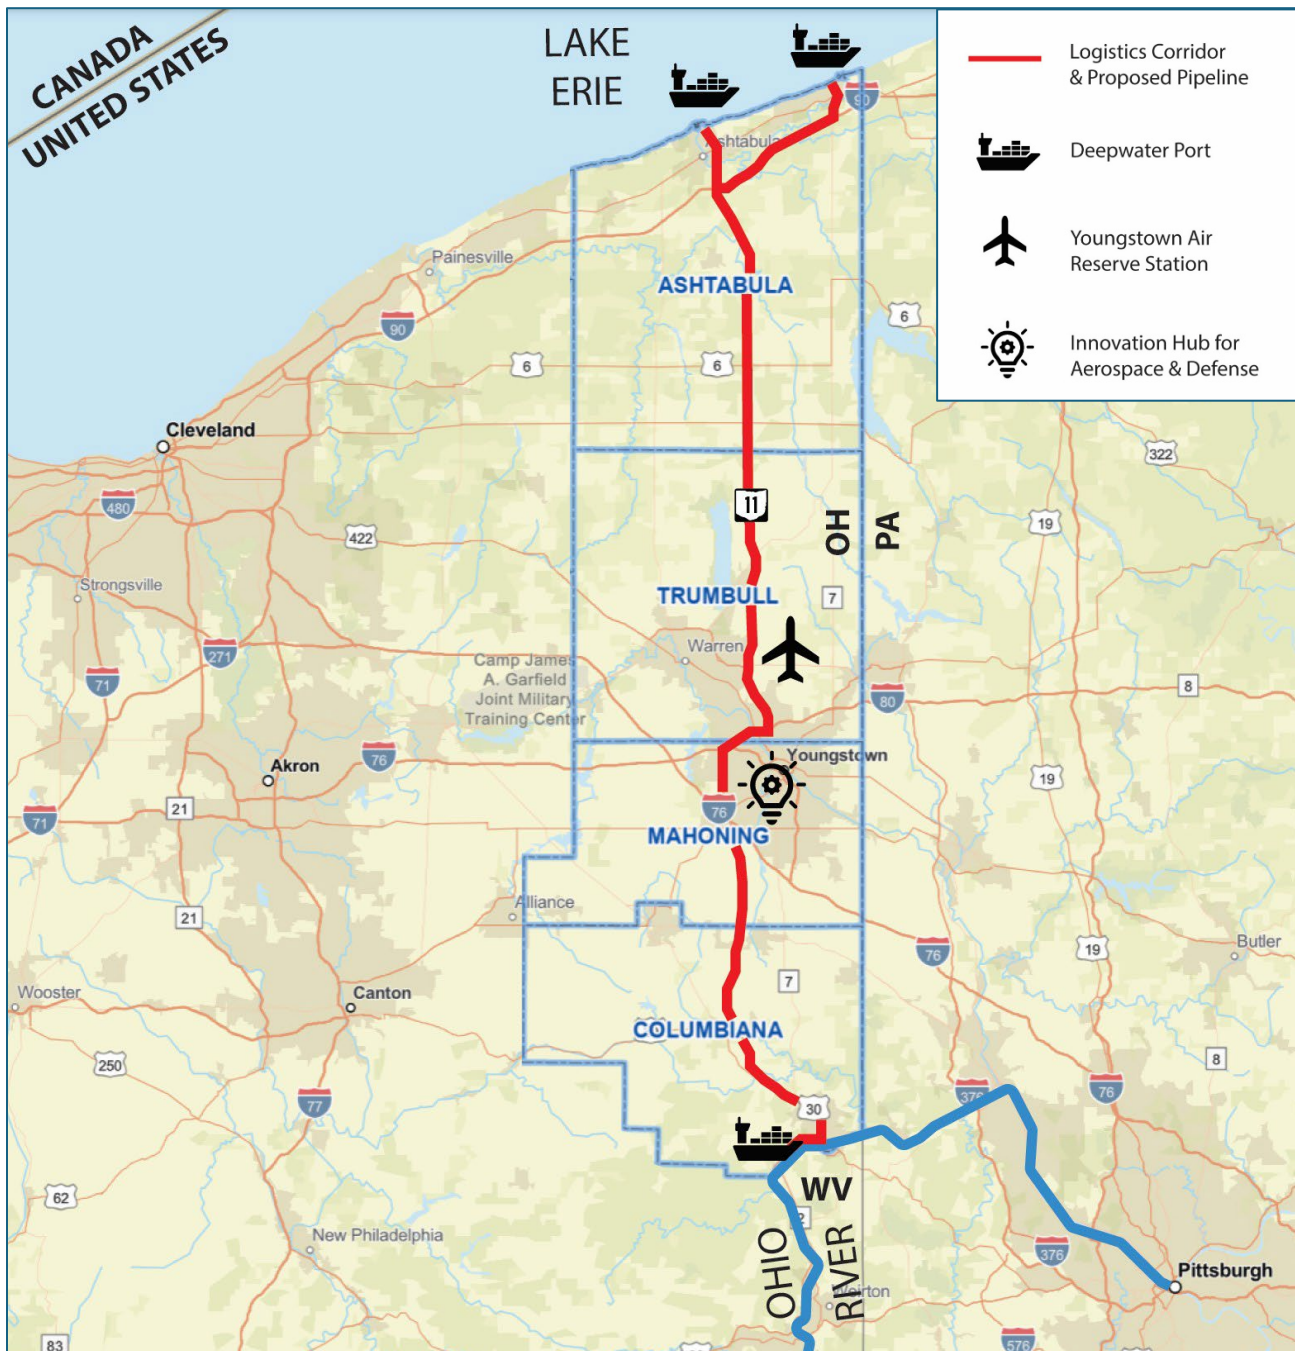 CANADA
UNITED STATES
LAKE
ERIE
Logistics Corridor
& Proposed Pipeline
Deepwater Port
Youngstown Air
Reserve Station
Innovation Hub for
Aerospace & Defense
90
Ashtabula
Painesville
ASHTABULA
90
6
6
6
Cleveland
322
480
422
11
OH
PA
19
Strongsville
TRUMBULL
7
Warren
271
Camp James
A. Garfield
Joint Military
Training Center
71
80
8
Akron
76
Youngstown
19
21
71
76
MAHONING
21
Alliance
76
19
Butler
Wooster
Canton
7
COLUMBIANA
250
8
77
376
76
30
62
WV
2
New Philadelphia
OHIO
RIVER
376
Pittsburgh
Weirton
83
576